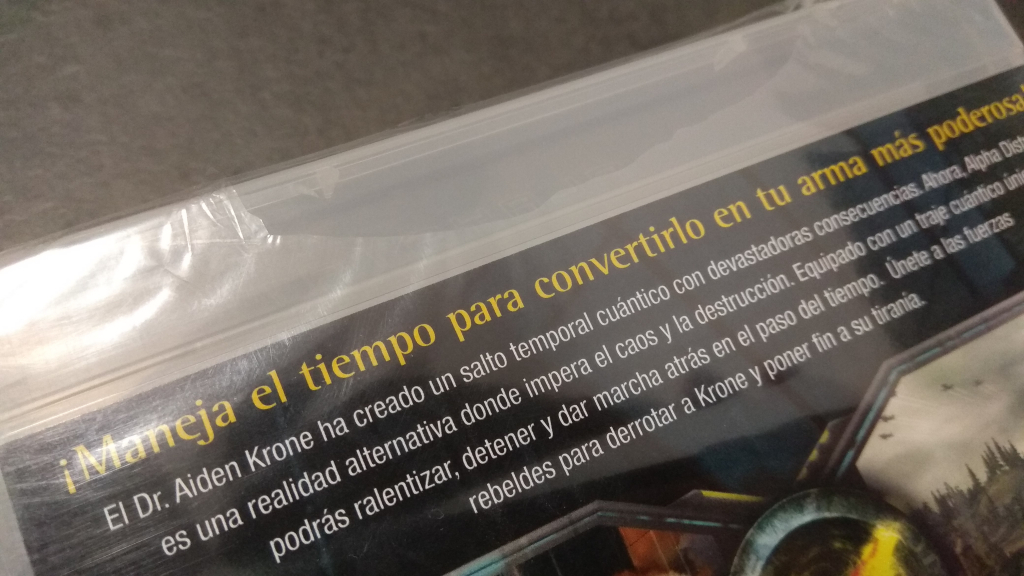 ¡Maneja el tiempo para convertirlo en tu arma más poderosa!
El Dr. Aiden Krone ha creado un salto temporal cuántico con devastadoras consecuencias. Ahora, Alpha
es una realidad alternativa donde impera el caos y la destrucción. Equipado con un traje cuántico
podrás ralentizar, detener y dar marcha atrás en el paso del tiempo. Únete a las fuerzas
rebeldes para derrotar a Krone y poner fin a su tiranía.